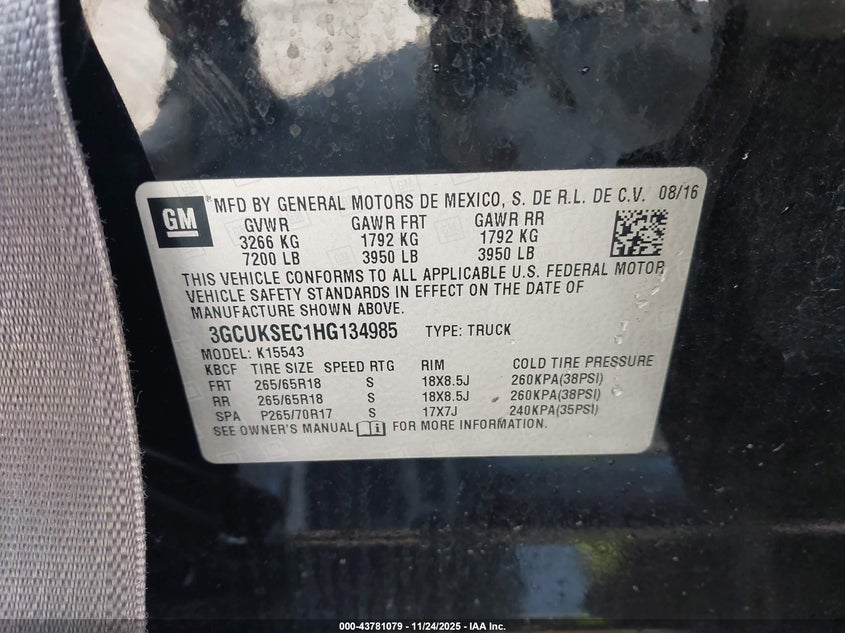 GM ® MFD BY GENERAL MOTORS DE MEXICO, S. DE R.L. DE C.V. 08/16
GVWR GAWR FRT GAWR RR
3266 KG 1792 KG 1792 KG
7200 LB 3950 LB 3950 LB
THIS VEHICLE CONFORMS TO ALL APPLICABLE U.S. FEDERAL MOTOR
VEHICLE SAFETY STANDARDS IN EFFECT ON THE DATE OF
MANUFACTURE SHOWN ABOVE.
3GCUKSEC1HG134985 TYPE: TRUCK
MODEL: K15543
KBCF TIRE SIZE SPEED RTG RIM COLD TIRE PRESSURE
FRT 265/65R18 S 18X8.5J 260KPA(38PSI)
RR 265/65R18 S 18X8.5J 260KPA(38PSI)
SPA P265/70R17 S 17X7J 240KPA(35PSI)
SEE OWNER'S MANUAL FOR MORE INFORMATION.
000-43781079 - 11/24/2025 - IAA Inc.